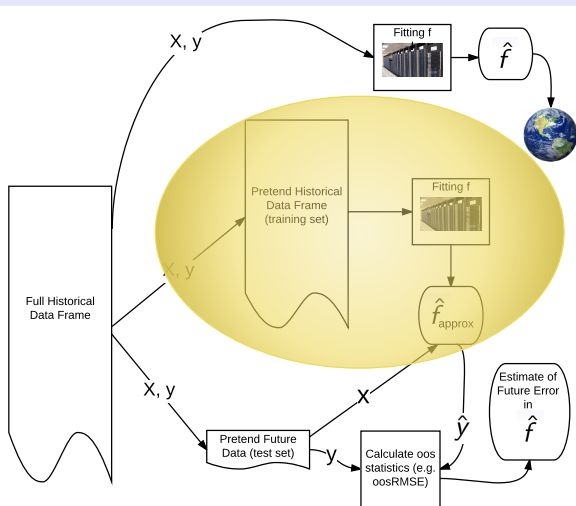 X, y
Fitting f
f̂
Pretend Historical
Data Frame
(training set)
Fitting f
X, y
Full Historical
Data Frame
f̂approx
X, y
X
ŷ
Estimate of
Future Error
in
f̂
Pretend Future
Data (test set)
y
Calculate oos
statistics (e.g.
oosRMSE)